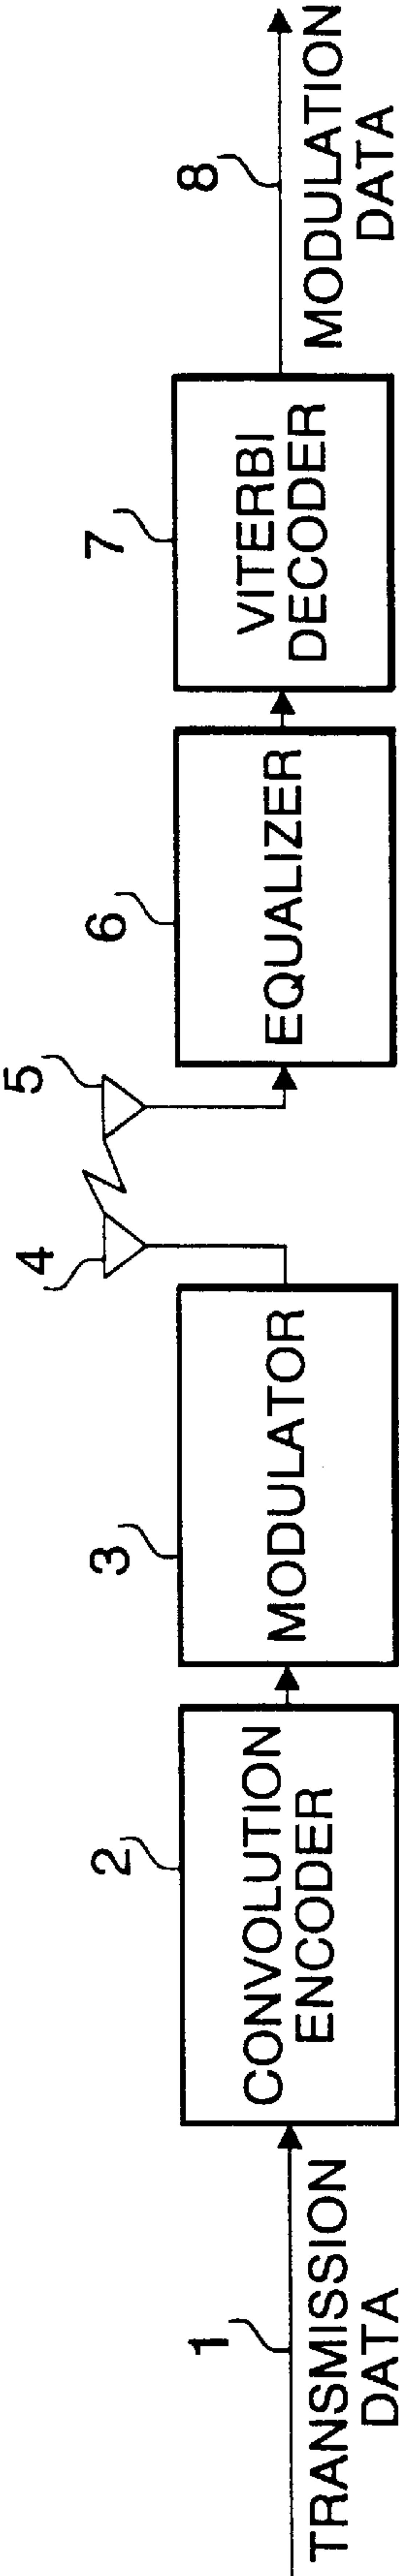 1
TRANSMISSION
DATA
2
CONVOLUTION
ENCODER
3
MODULATOR
4
5
6
EQUALIZER
7
VITERBI
DECODER
8
MODULATION
DATA